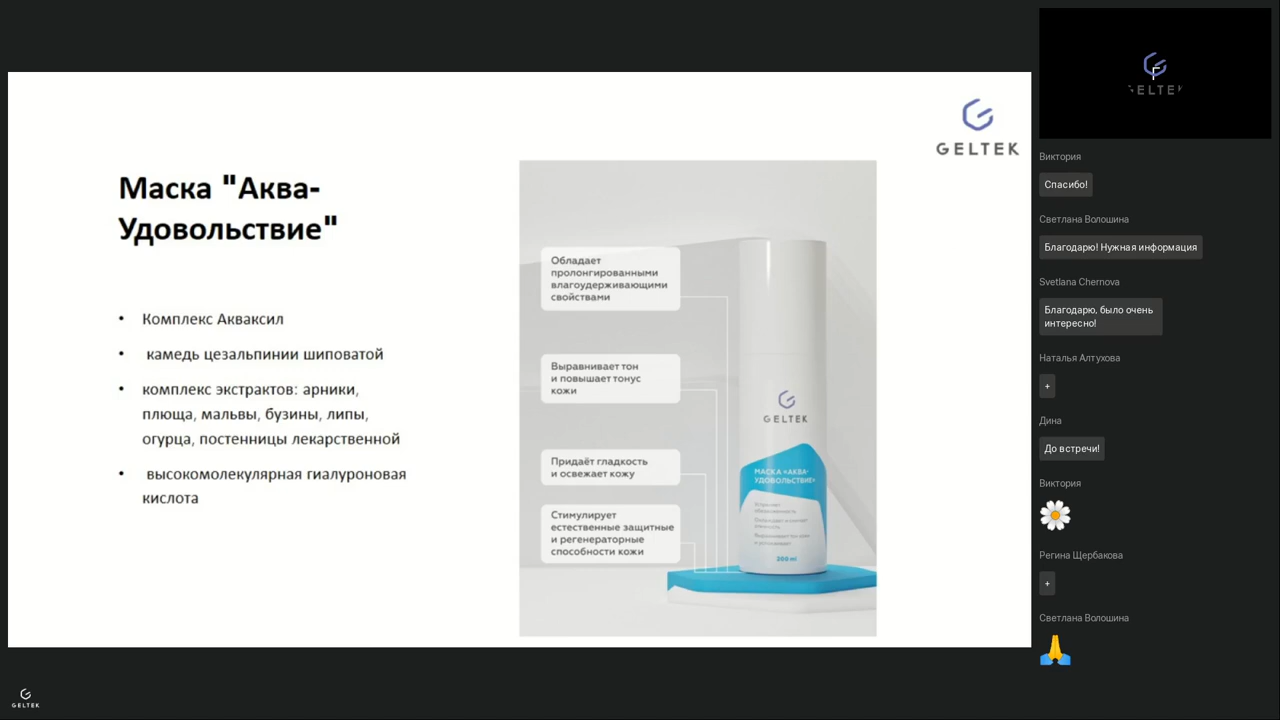 GELTEK
Маска "Аква-
Удовольствие"
• Комплекс Акваксил
• камедь цезальпинии шиповатой
• комплекс экстрактов: арники,
плюща, мальвы, бузины, липы,
огурца, постенницы лекарственной
• высокомолекулярная гиалуроновая
кислота
Обладает
пролонгированными
влагоудерживающими
свойствами
Выравнивает тон
и повышает тонус
кожи
Придаёт гладкость
и освежает кожу
Стимулирует
естественные защитные
и регенераторные
способности кожи
GELTEK
МАСКА «АКВА-
УДОВОЛЬСТВИЕ»
200 ml
GELTEK
Виктория
Спасибо!
Светлана Волошина
Благодарю! Нужная информация
Svetlana Chernova
Благодарю, было очень
интересно!
Наталья Алтухова
+
Дина
До встречи!
Виктория
Регина Щербакова
+
Светлана Волошина
GELTEK